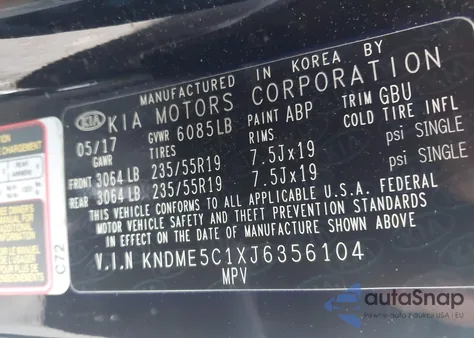 MANUFACTURED IN KOREA BY
KIA KIA MOTORS CORPORATION
05/17 GVWR 6085LB PAINT ABP TRIM GBU
GAWR TIRES RIMS COLD TIRE INFL
FRONT 3064 LB 235/55R19 7.5Jx19 psi SINGLE
REAR 3064 LB 235/55R19 7.5Jx19 psi SINGLE
THIS VEHICLE CONFORMS TO ALL APPLICABLE U.S.A. FEDERAL
MOTOR VEHICLE SAFETY AND THEFT PREVENTION STANDARDS
IN EFFECT ON THE DATE OF MANUFACTURE SHOWN ABOVE
V.I.N KNDME5C1XJ6356104
MPV
C72
autoSnap